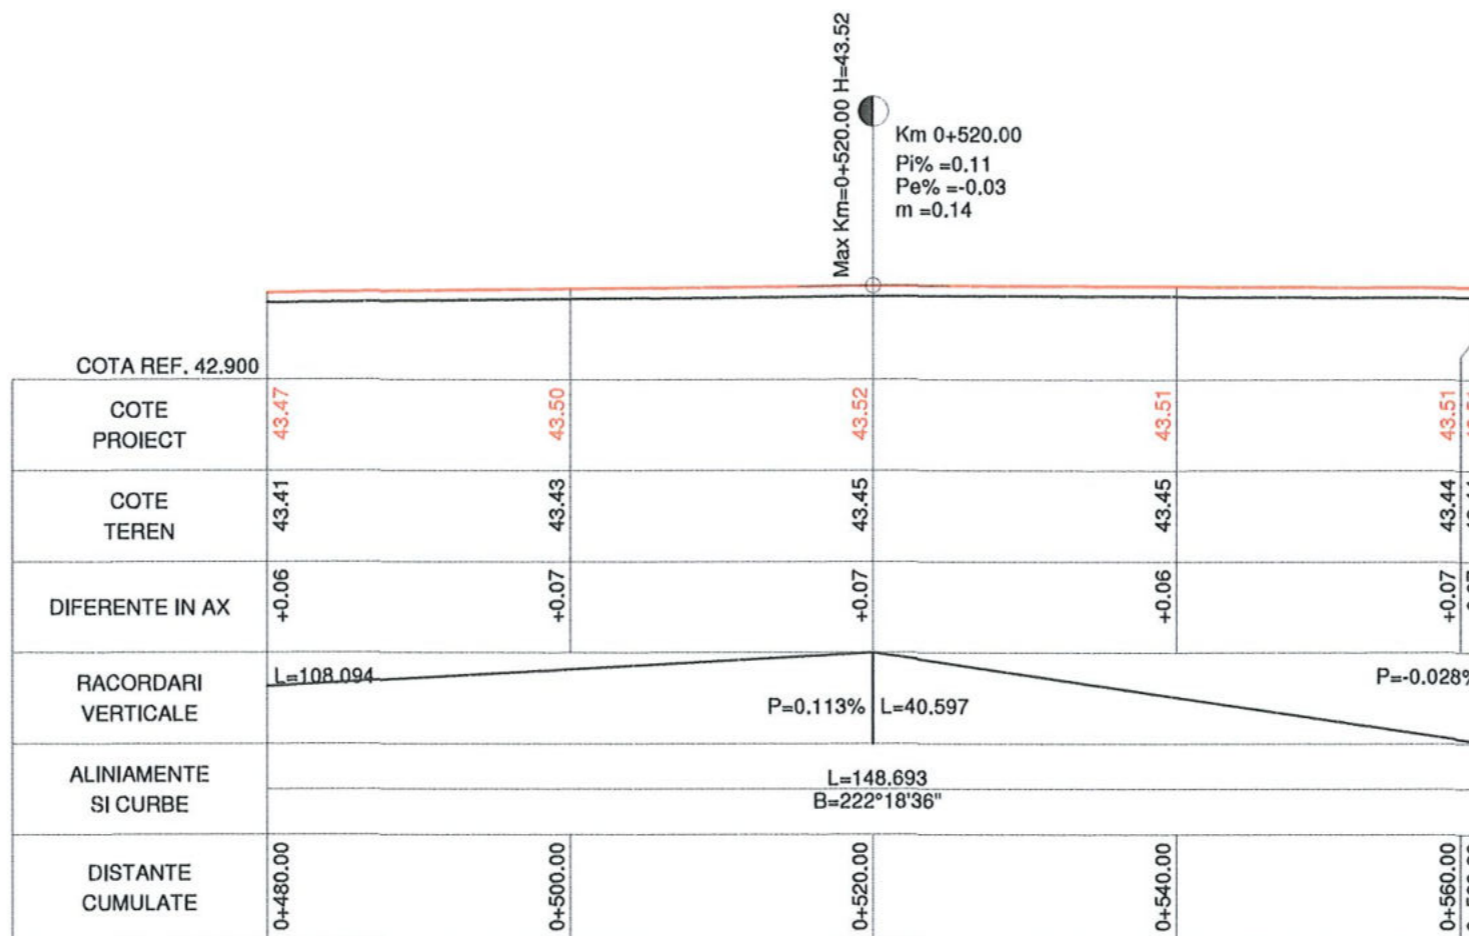 Max Km=0+520.00 H=43.52
Km 0+520.00
Pi% =0.11
Pe% =-0.03
m =0.14
COTA REF. 42.900
COTE
PROIECT
43.47 43.50 43.52 43.51 43.51
COTE
TEREN
43.41 43.43 43.45 43.45 43.44
DIFERENTE IN AX
+0.06 +0.07 +0.07 +0.06 +0.07
RACORDARI
VERTICALE
L=108.094
P=0.113% L=40.597
P=-0.028%
ALINIAMENTE
SI CURBE
L=148.693
B=222°18'36"
DISTANTE
CUMULATE
0+480.00 0+500.00 0+520.00 0+540.00 0+560.00